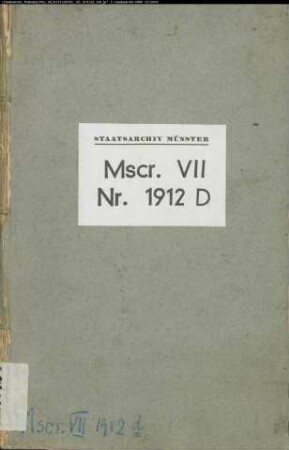 STAATSARCHIV MÜNSTER
Mscr. VII
Nr. 1912 D
Mscr. VII 1912 d